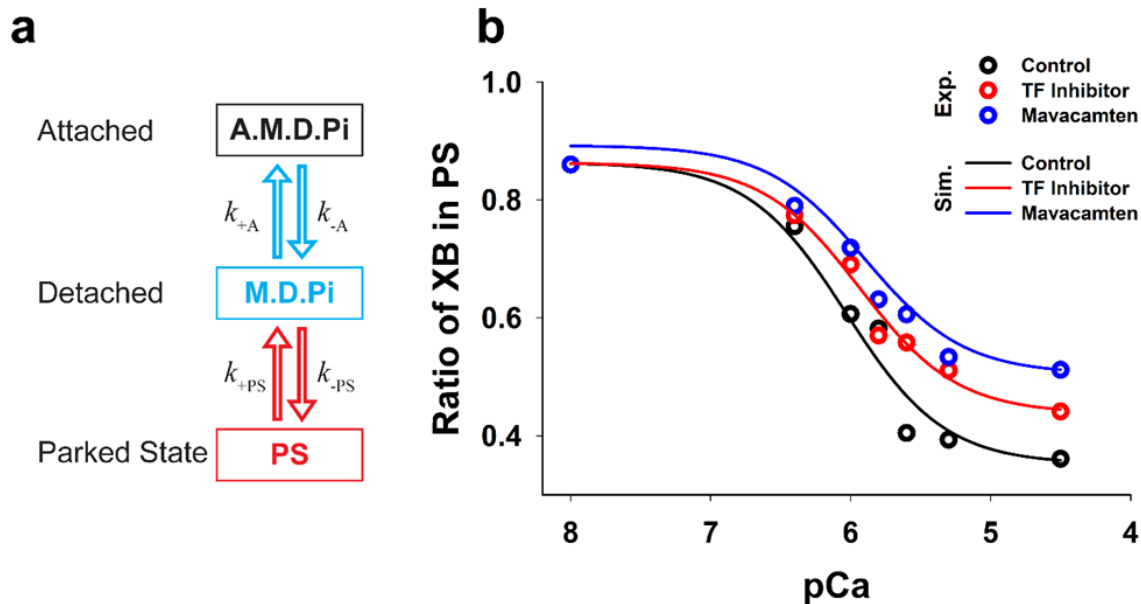 a
Attached
A.M.D.Pi
k+A
k-A
Detached
M.D.Pi
k+PS
k-PS
Parked State
PS
b
Ratio of XB in PS
1.0
0.8
0.6
0.4
8
7
6
5
4
pCa
Exp.
Control
TF Inhibitor
Mavacamten
Sim.
Control
TF Inhibitor
Mavacamten